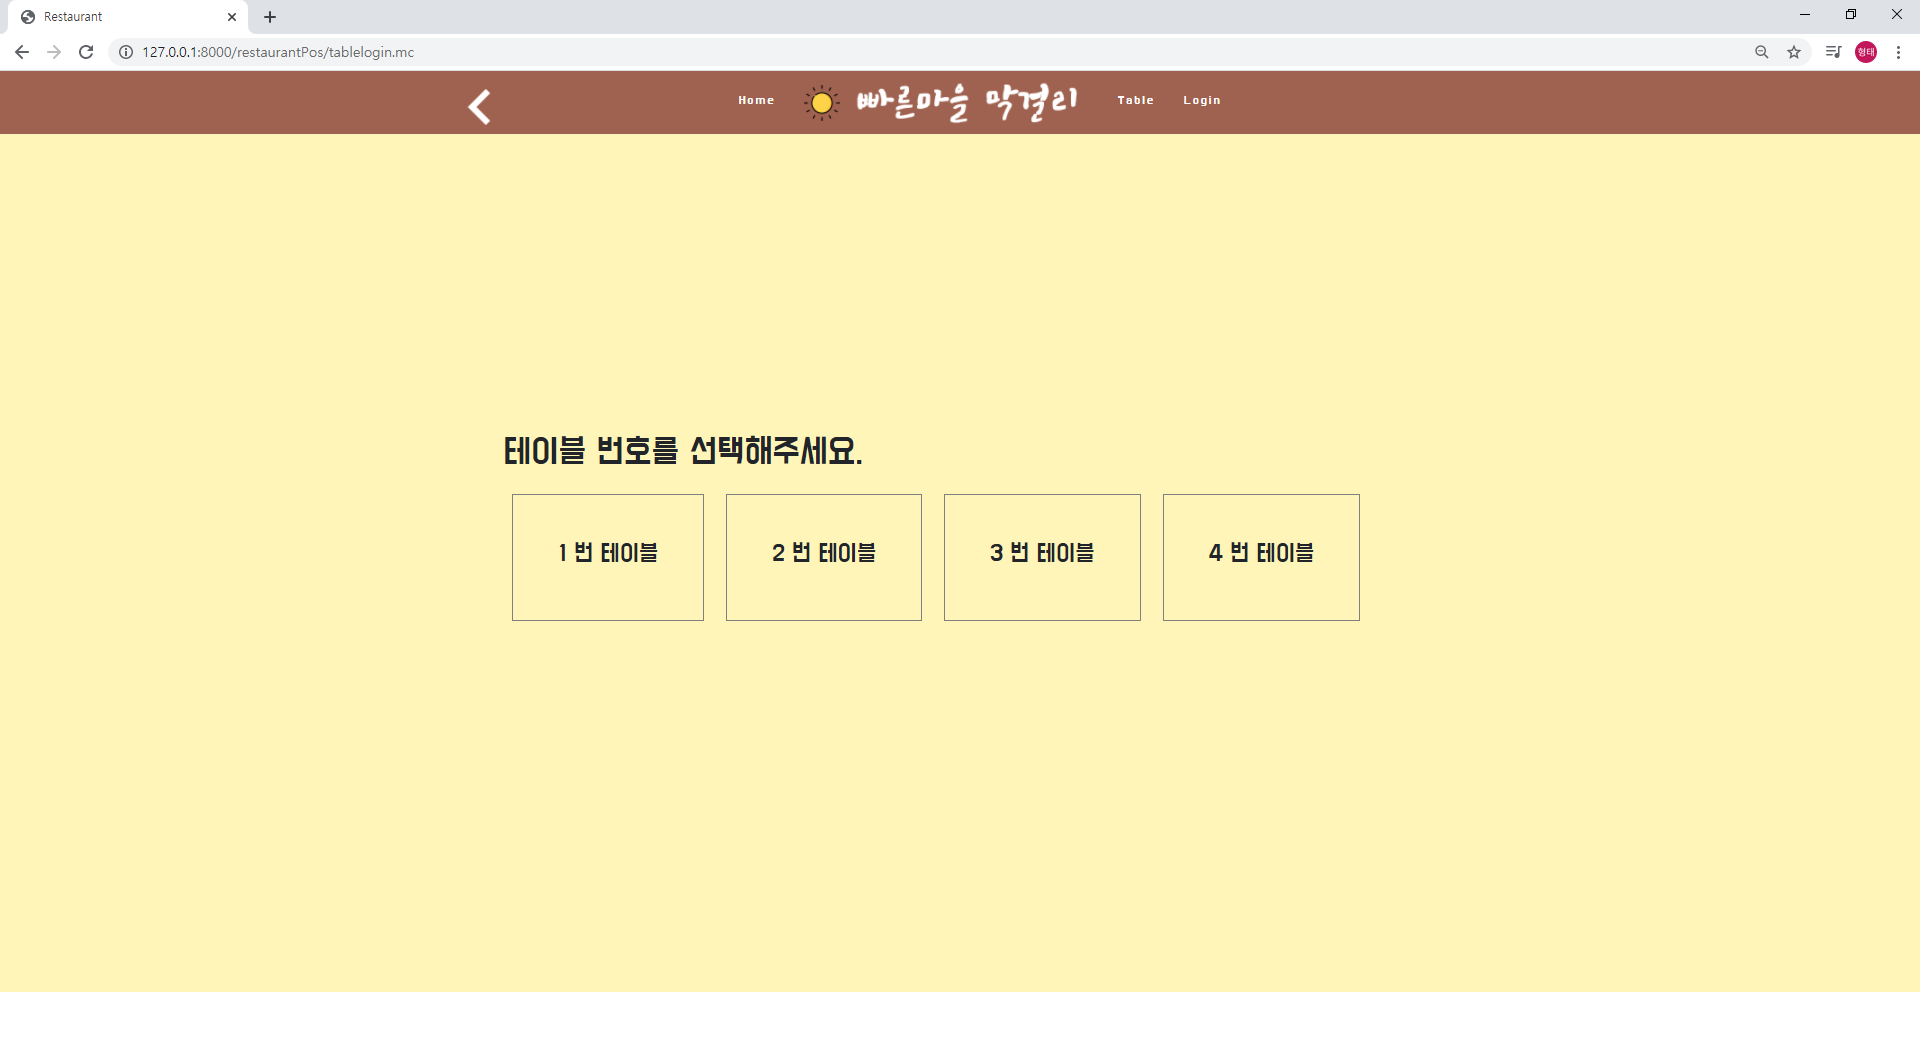 Restaurant
127.0.0.1:8000/restaurantPos/tablelogin.mc
형태
Home 빠른마을 막걸리 Table Login
테이블 번호를 선택해주세요.
1 번 테이블 2 번 테이블 3 번 테이블 4 번 테이블